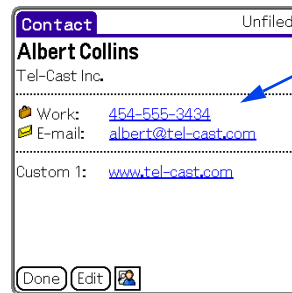 Contact Unfiled
Albert Collins
Tel-Cast Inc.
Work: 454-555-3434
E-mail: albert@tel-cast.com
Custom 1: www.tel-cast.com
Done Edit